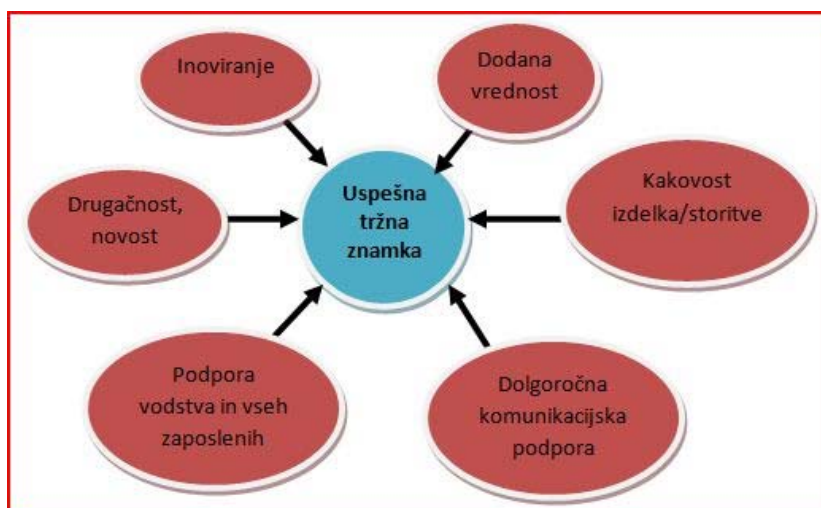 Inoviranje
Dodana
vrednost
Drugačnost,
novost
Uspešna
tržna
znamka
Kakovost
izdelka/storitve
Podpora
vodstva in vseh
zaposlenih
Dolgoročna
komunikacijska
podpora